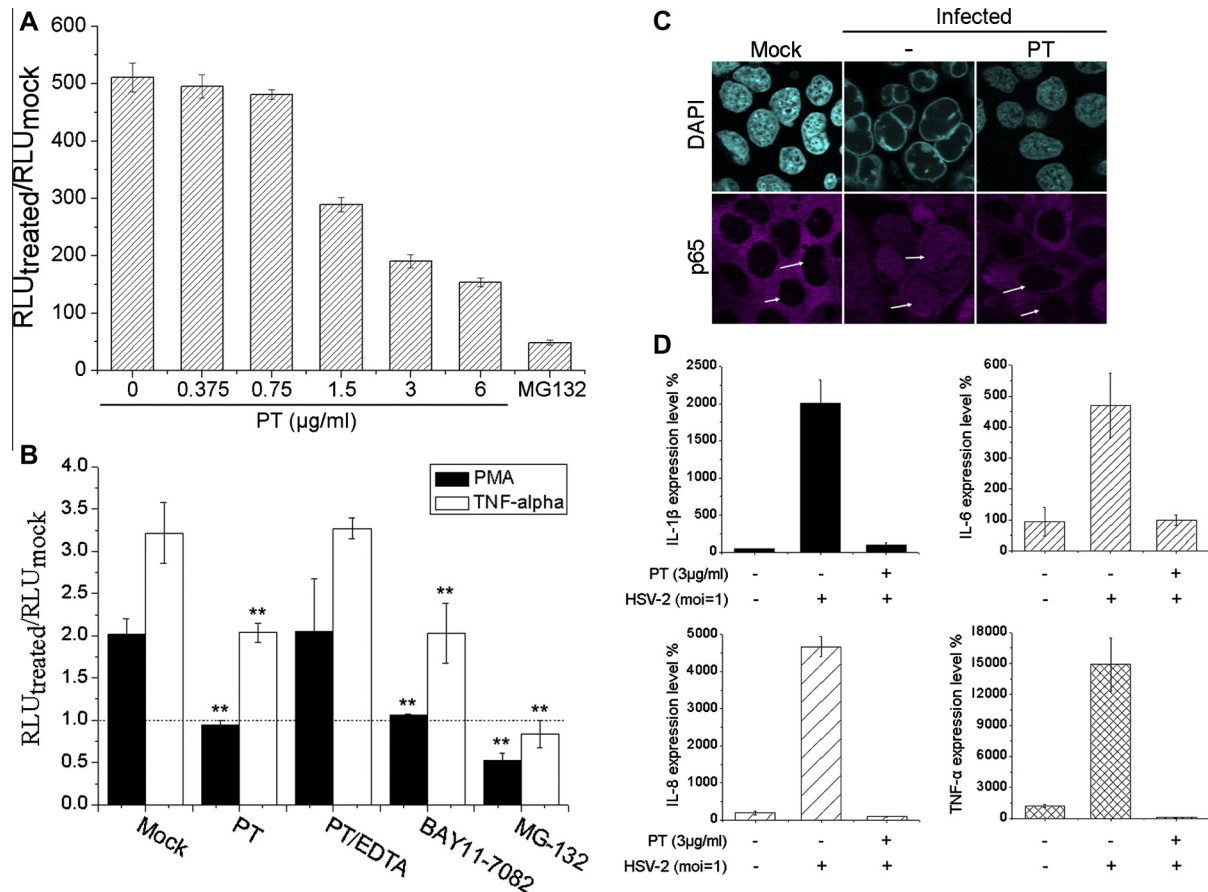 A
600
500
400
300
200
100
0
RLUtreated/RLUmock
0 0.375 0.75 1.5 3 6 MG132
PT (µg/ml)
B
4.0
3.5
3.0
2.5
2.0
1.5
1.0
0.5
0.0
RLUtreated/RLUmock
PMA
TNF-alpha
**
**
**
**
**
**
Mock PT PT/EDTA BAY11-7082 MG-132
C
Infected
Mock - PT
DAPI
p65
D
2500
2000
1500
1000
500
0
IL-1β expression level %
PT (3µg/ml) - - +
HSV-2 (moi=1) - + +
600
500
400
300
200
100
0
IL-6 expression level %
- - +
- + +
5000
4000
3000
2000
1000
0
IL-8 expression level %
PT (3µg/ml) - - +
HSV-2 (moi=1) - + +
18000
15000
12000
9000
6000
3000
0
TNF-α expression level %
- - +
- + +